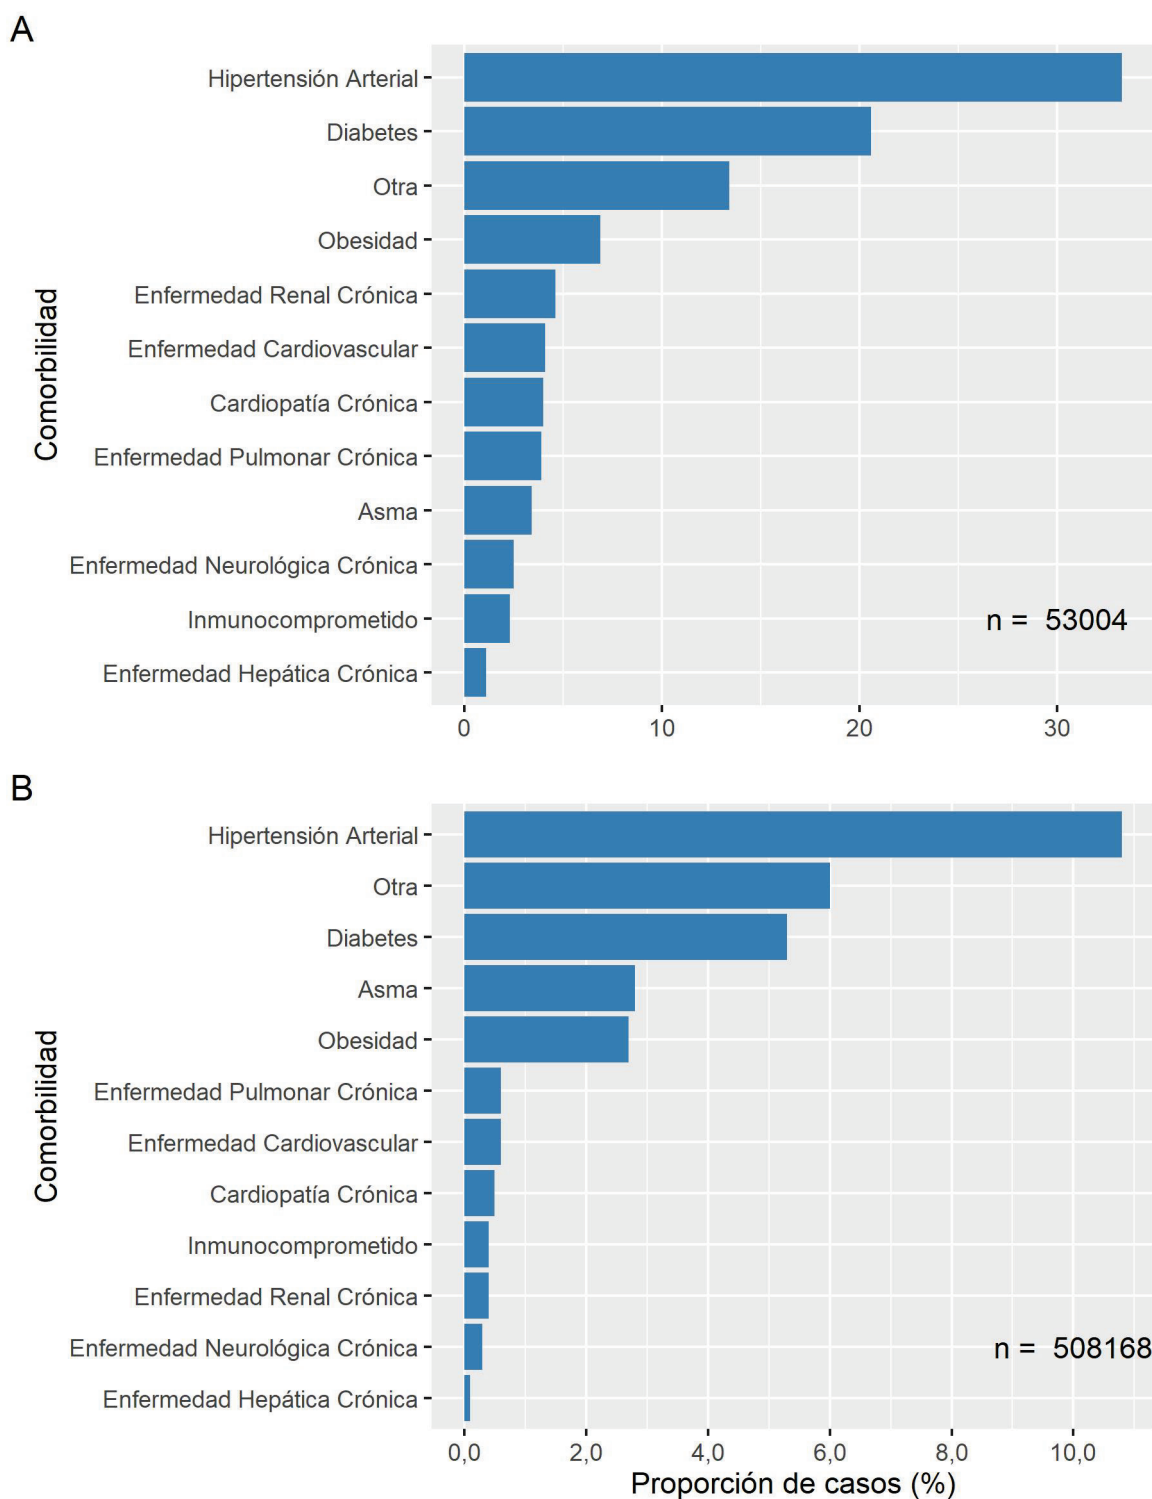 A
Comorbilidad
Hipertensión Arterial
Diabetes
Otra
Obesidad
Enfermedad Renal Crónica
Enfermedad Cardiovascular
Cardiopatía Crónica
Enfermedad Pulmonar Crónica
Asma
Enfermedad Neurológica Crónica
Inmunocomprometido
Enfermedad Hepática Crónica
n = 53004
0 10 20 30
B
Comorbilidad
Hipertensión Arterial
Otra
Diabetes
Asma
Obesidad
Enfermedad Pulmonar Crónica
Enfermedad Cardiovascular
Cardiopatía Crónica
Inmunocomprometido
Enfermedad Renal Crónica
Enfermedad Neurológica Crónica
Enfermedad Hepática Crónica
n = 508168
0,0 2,0 4,0 6,0 8,0 10,0
Proporción de casos (%)